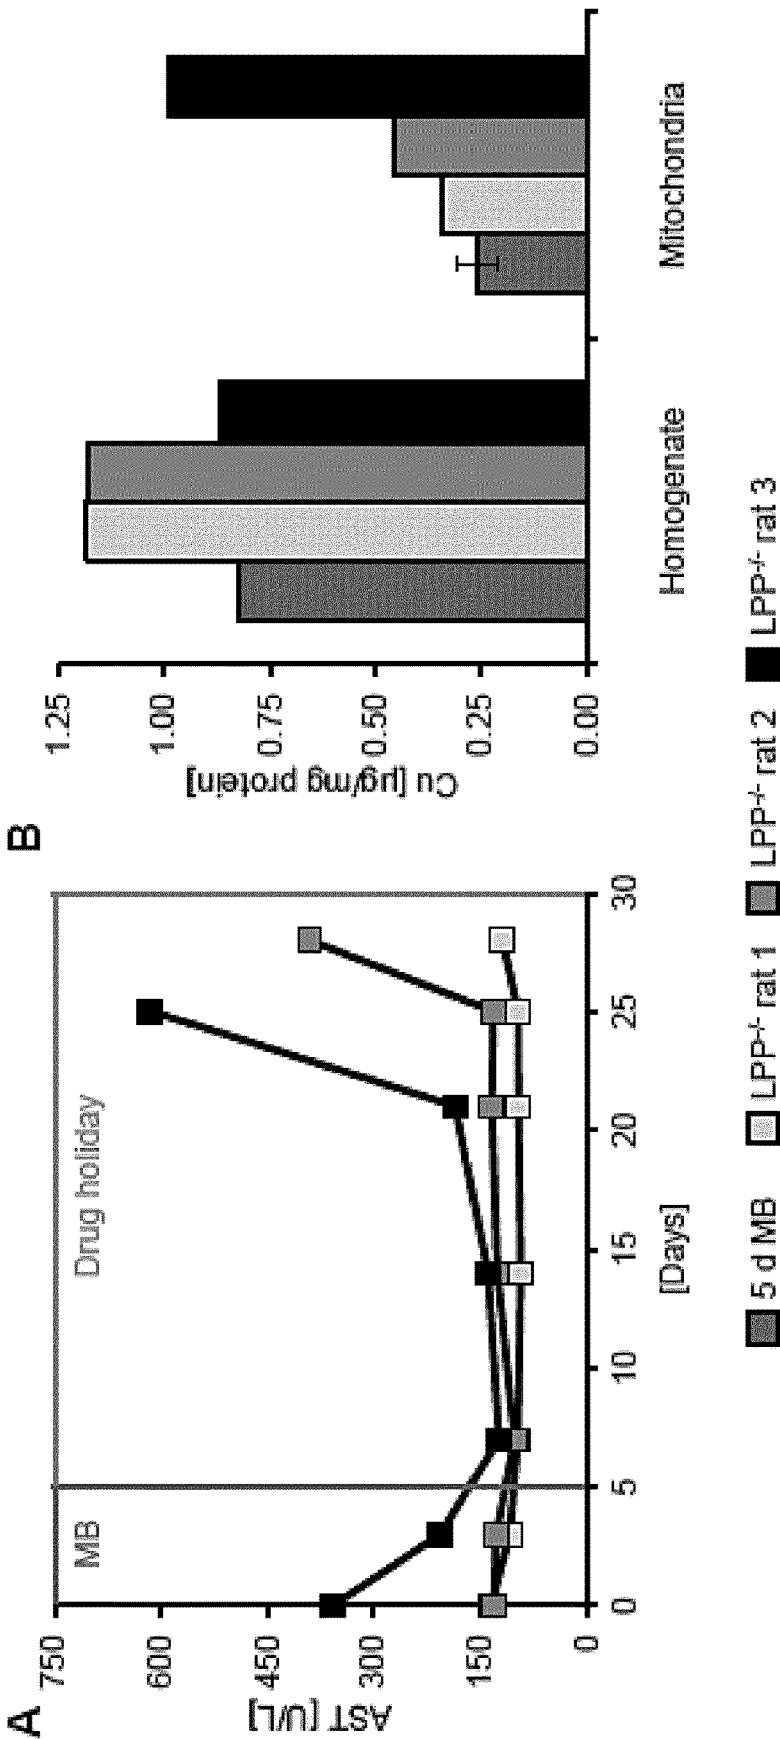 A
750
600
450
300
150
0
AST [U/L]
MB
Drug holiday
0
5
10
15
20
25
30
[Days]
B
1.25
1.00
0.75
0.50
0.25
0.00
Cu [µg/mg protein]
Homogenate
Mitochondria
5 d MB
LPP-/- rat 1
LPP-/- rat 2
LPP-/- rat 3